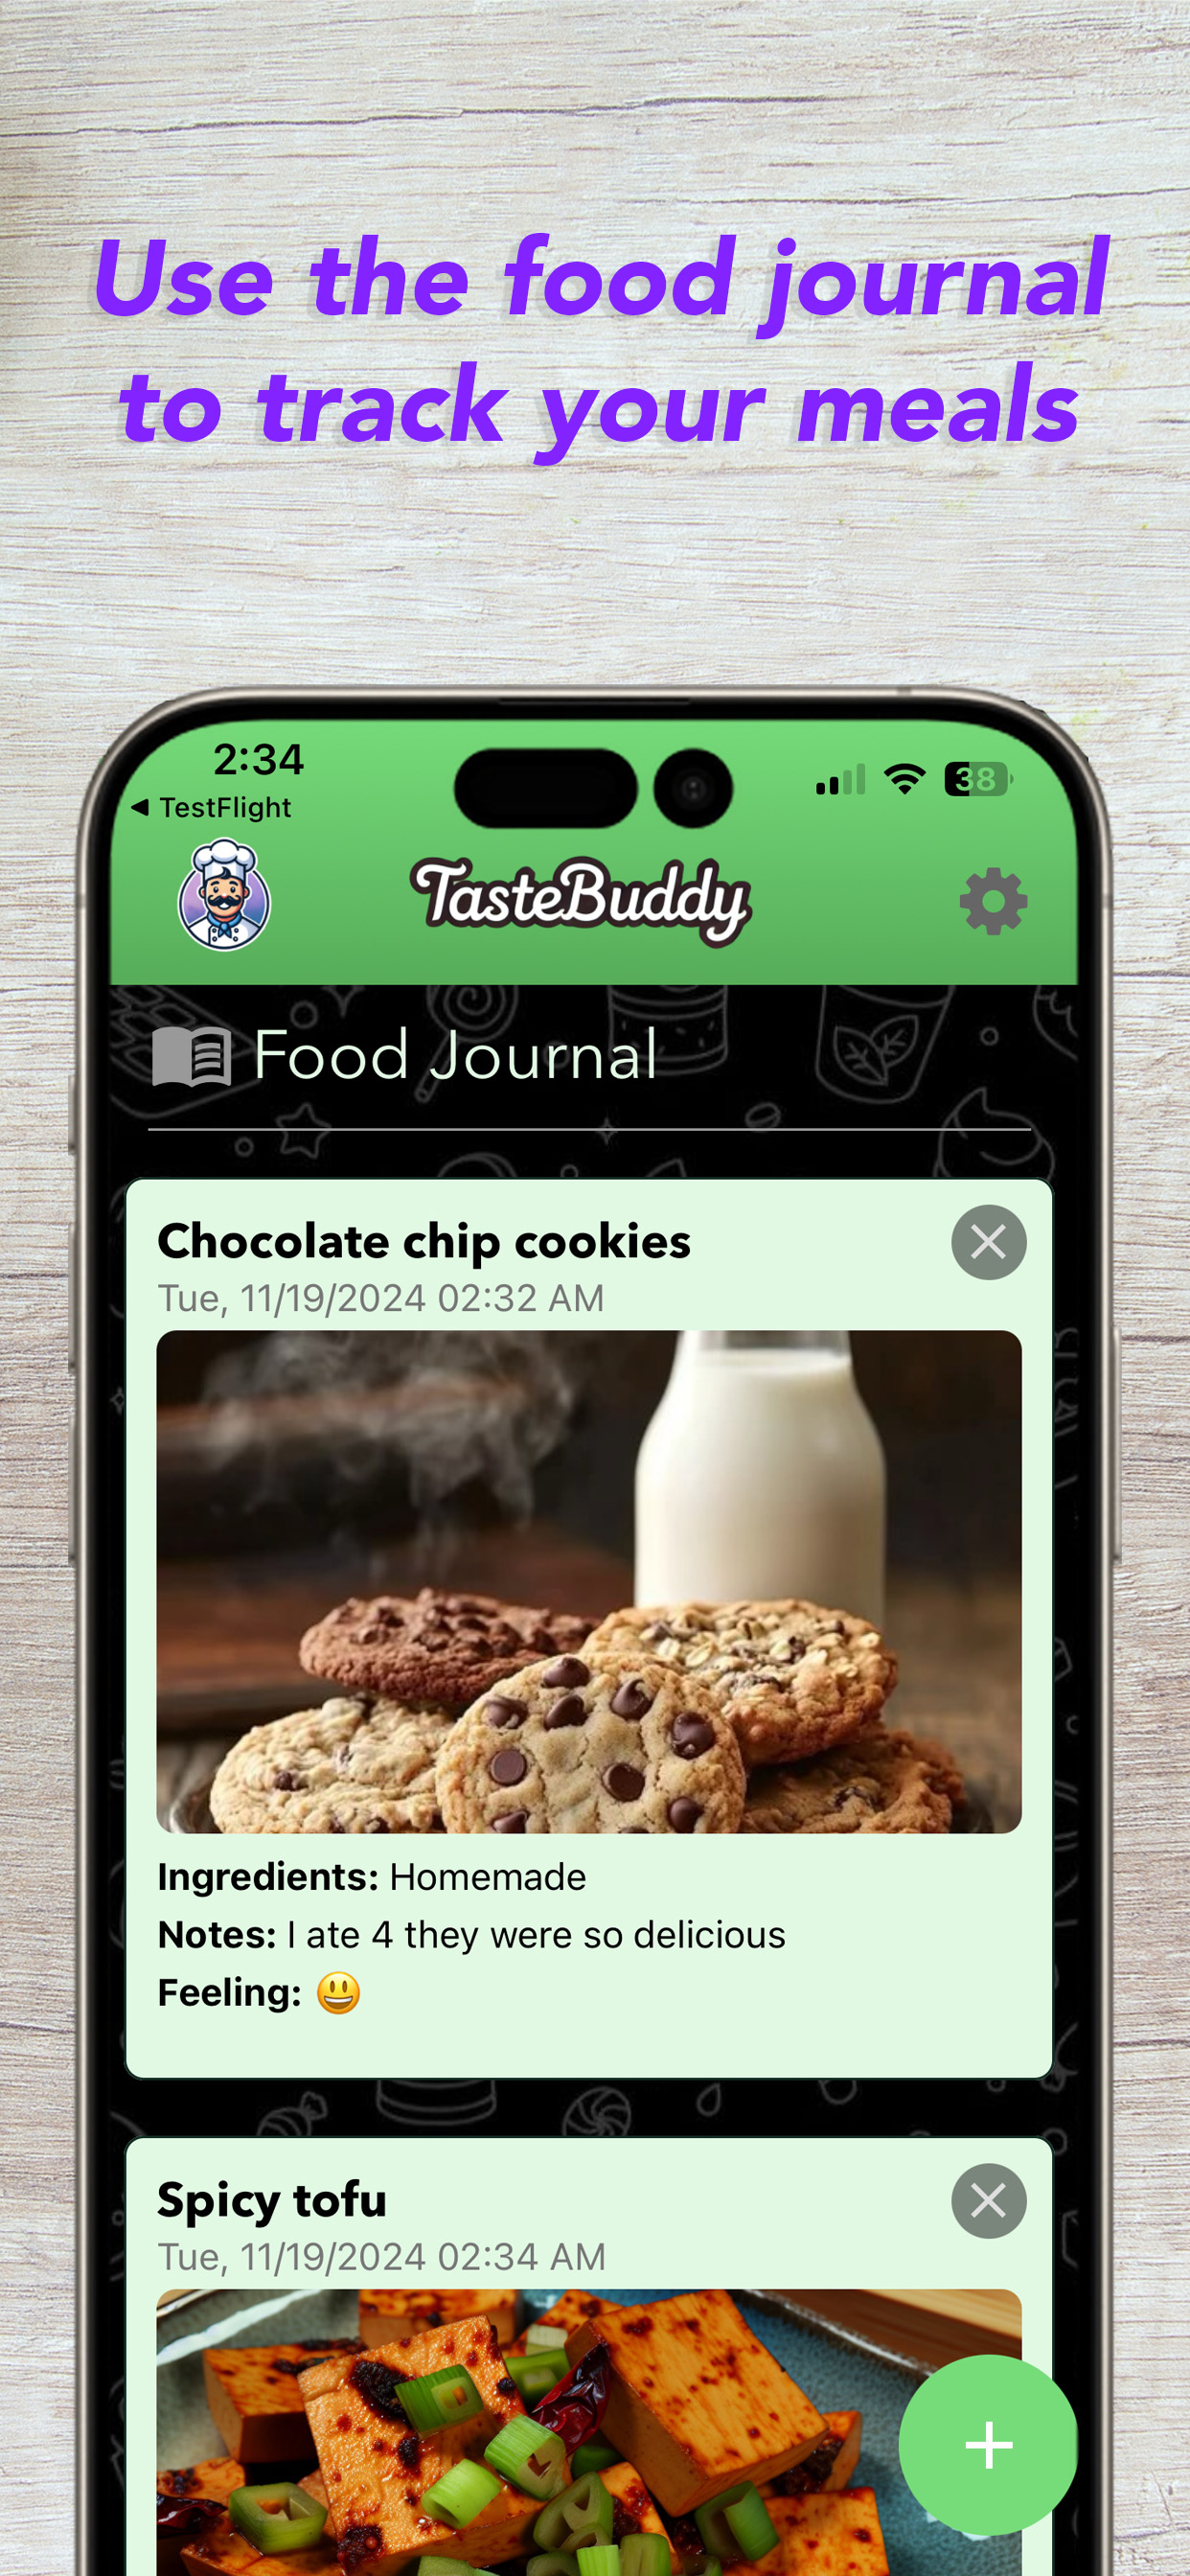 Use the food journal
to track your meals
2:34
38
◀ TestFlight
TasteBuddy
Food Journal
Chocolate chip cookies
Tue, 11/19/2024 02:32 AM
Ingredients: Homemade
Notes: I ate 4 they were so delicious
Feeling: 😃
Spicy tofu
Tue, 11/19/2024 02:34 AM